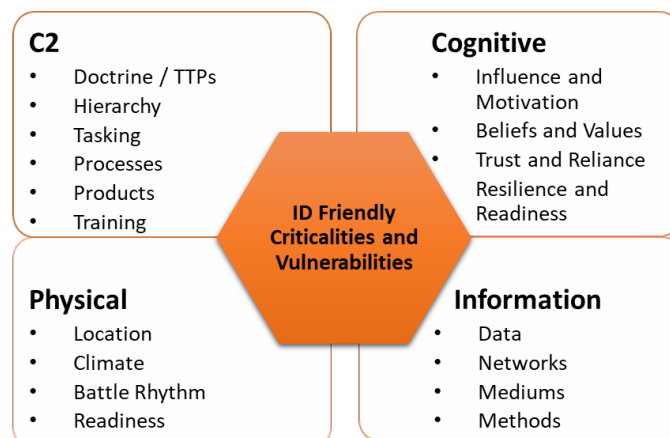 C2
• Doctrine / TTPs
• Hierarchy
• Tasking
• Processes
• Products
• Training
Cognitive
• Influence and
Motivation
• Beliefs and Values
• Trust and Reliance
Resilience and
Readiness
ID Friendly
Criticalities and
Vulnerabilities
Physical
• Location
• Climate
• Battle Rhythm
• Readiness
Information
• Data
• Networks
• Mediums
• Methods